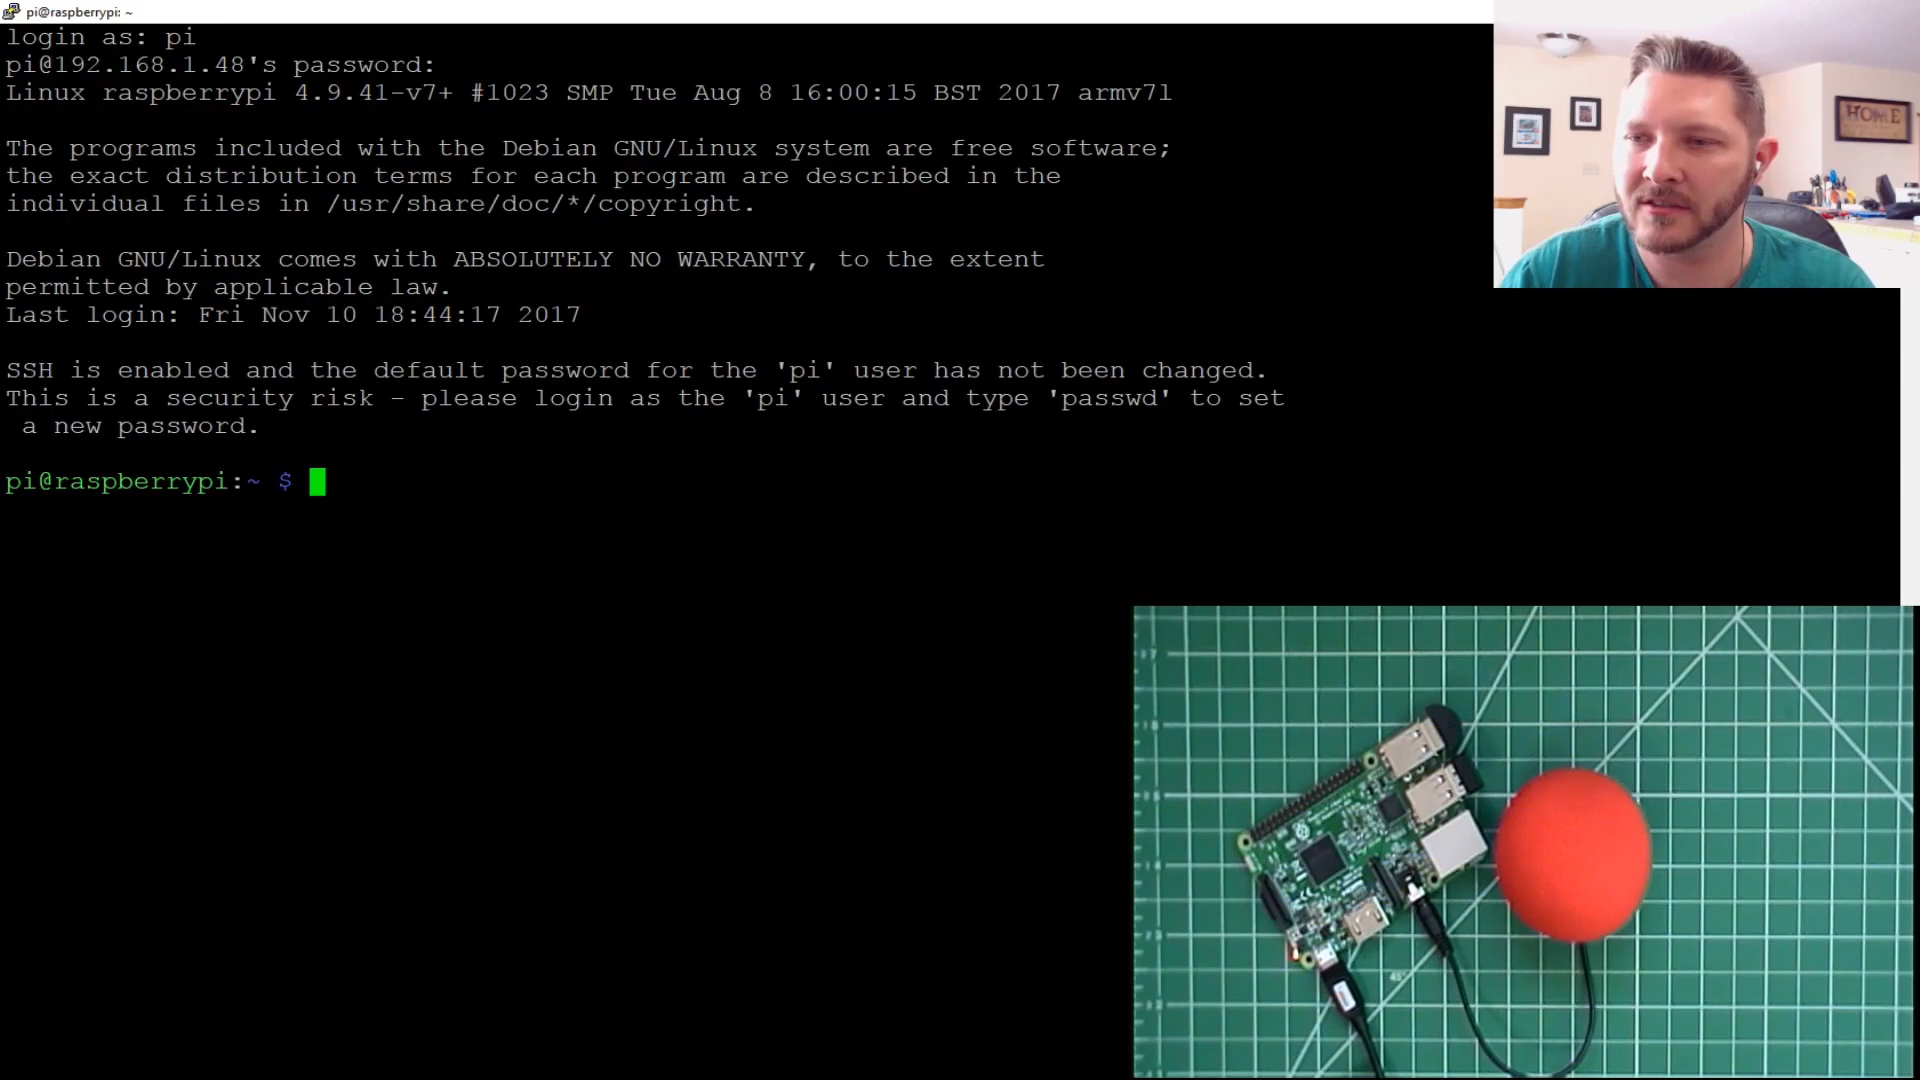 pi@raspberrypi: ~
login as: pi
pi@192.168.1.48's password:
Linux raspberrypi 4.9.41-v7+ #1023 SMP Tue Aug 8 16:00:15 BST 2017 armv7l
The programs included with the Debian GNU/Linux system are free software;
the exact distribution terms for each program are described in the
individual files in /usr/share/doc/*/copyright.
Debian GNU/Linux comes with ABSOLUTELY NO WARRANTY, to the extent
permitted by applicable law.
Last login: Fri Nov 10 18:44:17 2017
SSH is enabled and the default password for the 'pi' user has not been changed.
This is a security risk - please login as the 'pi' user and type 'passwd' to set
 a new password.
pi@raspberrypi:~ $
HOME
45°